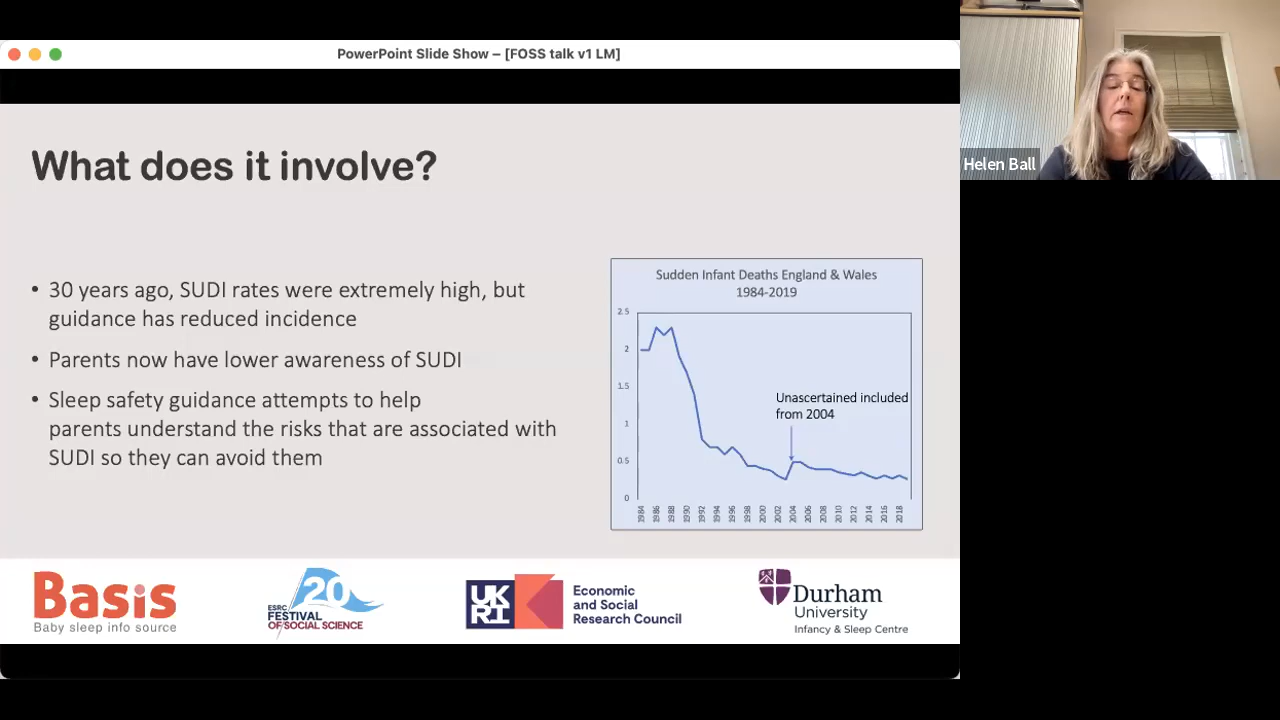 PowerPoint Slide Show – [FOSS talk v1 LM]
Helen Ball
What does it involve?
• 30 years ago, SUDI rates were extremely high, but
guidance has reduced incidence
• Parents now have lower awareness of SUDI
• Sleep safety guidance attempts to help
parents understand the risks that are associated with
SUDI so they can avoid them
Sudden Infant Deaths England & Wales
1984-2019
2.5
2
1.5
1
0.5
0
Unascertained included
from 2004
1984
1986
1988
1990
1992
1994
1996
1998
2000
2002
2004
2006
2008
2010
2012
2014
2016
2018
Basis
Baby sleep info source
20
ESRC
FESTIVAL
OF SOCIAL SCIENCE
UK
RI
Economic
and Social
Research Council
Durham
University
Infancy & Sleep Centre